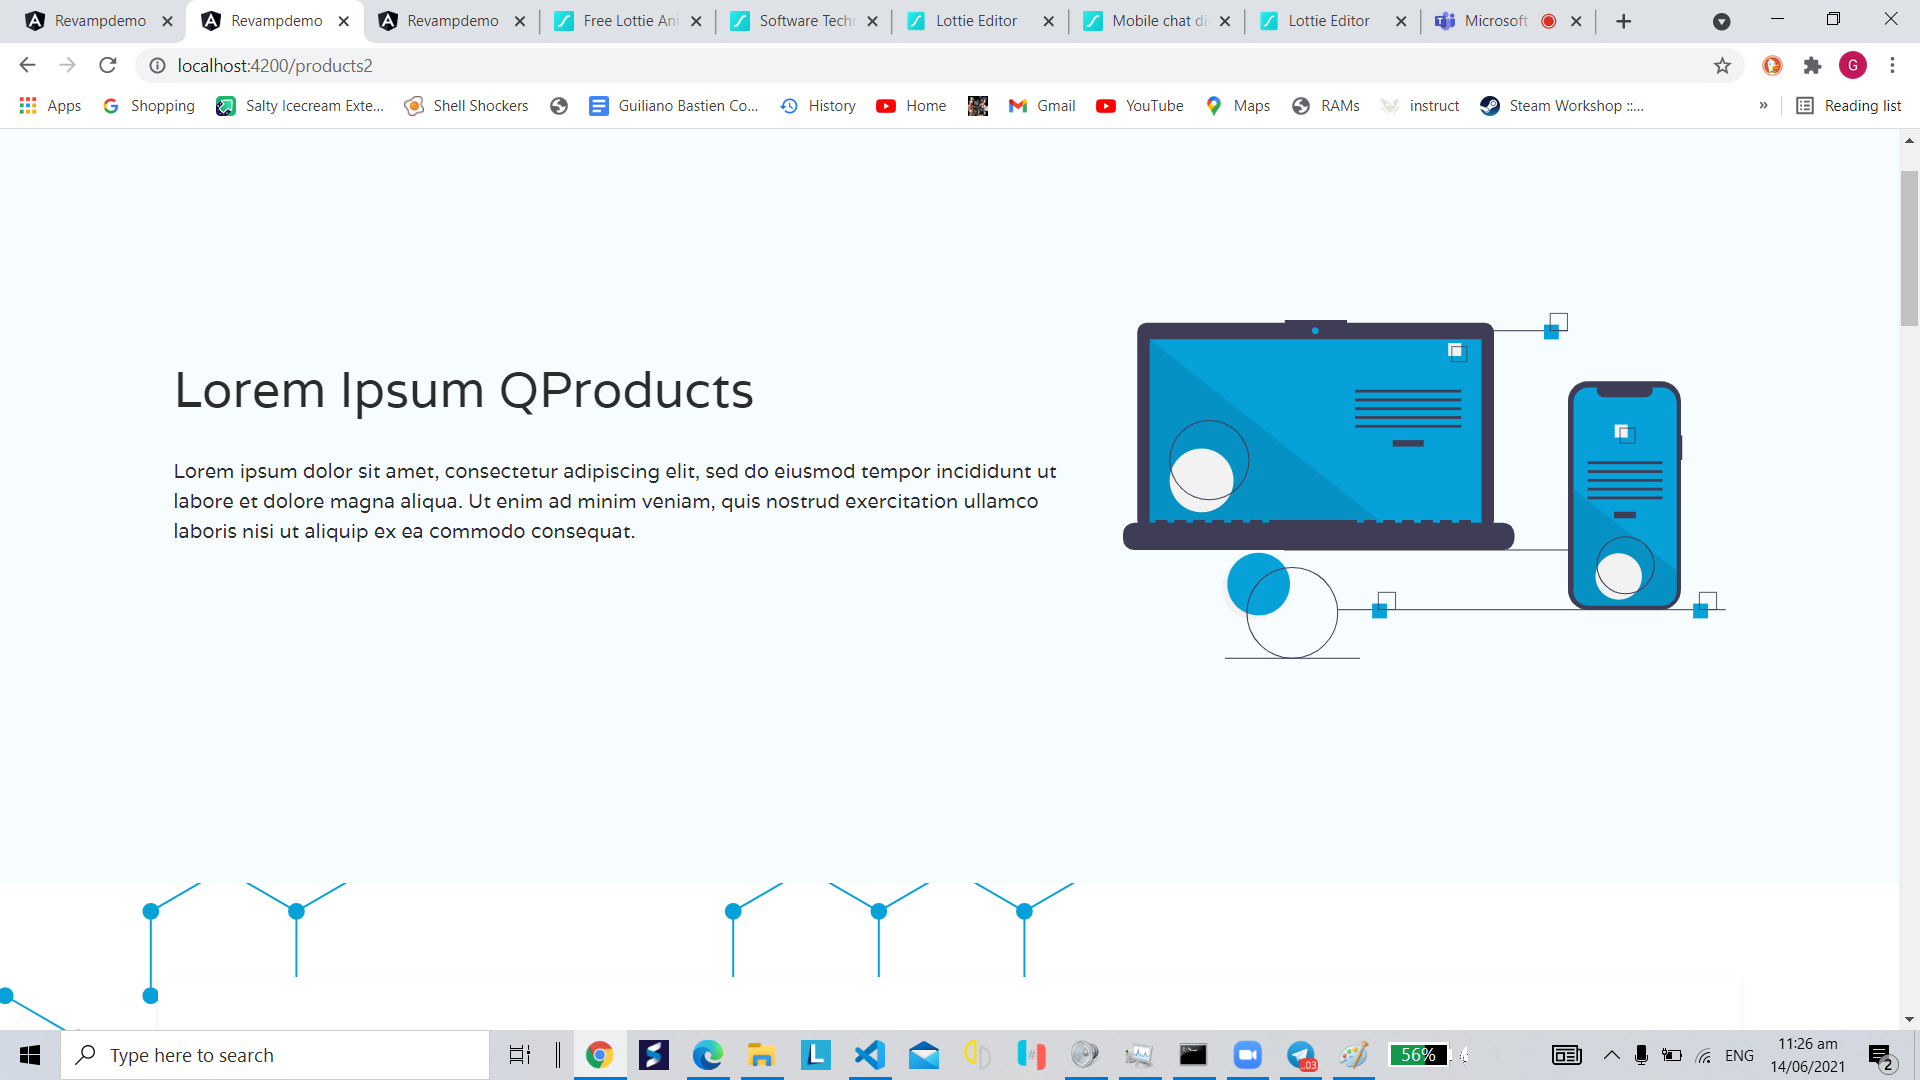 Revampdemo
Revampdemo
Revampdemo
Free Lottie Ani
Software Techn
Lottie Editor
Mobile chat di
Lottie Editor
Microsoft
localhost:4200/products2
G
Apps
Shopping
Salty Icecream Exte...
Shell Shockers
Guiliano Bastien Co...
History
Home
Gmail
YouTube
Maps
RAMs
instruct
Steam Workshop ::...
»
Reading list
Lorem Ipsum QProducts
Lorem ipsum dolor sit amet, consectetur adipiscing elit, sed do eiusmod tempor incididunt ut
labore et dolore magna aliqua. Ut enim ad minim veniam, quis nostrud exercitation ullamco
laboris nisi ut aliquip ex ea commodo consequat.
Type here to search
56%
ENG
11:26 am
14/06/2021
2